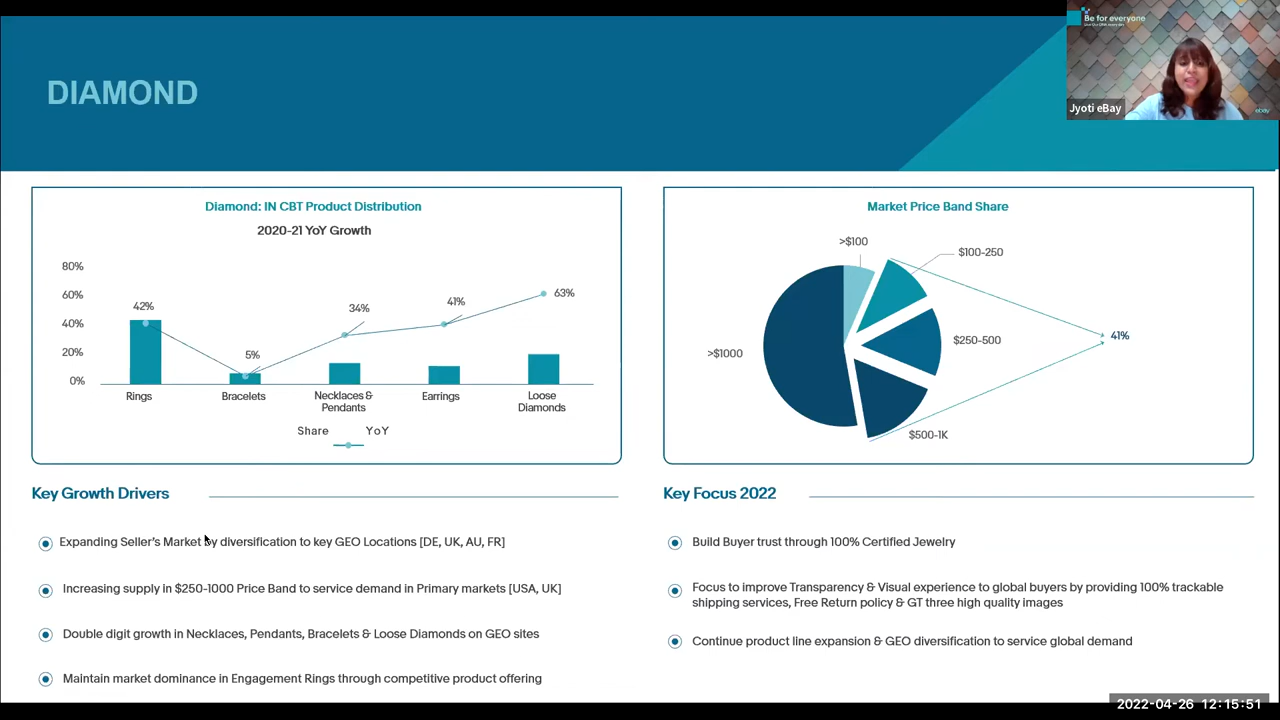 Be for everyone
DIAMOND
Jyoti eBay
ebay
Diamond: IN CBT Product Distribution
2020-21 YoY Growth
80%
60%
40%
20%
0%
42%
5%
34%
41%
63%
Rings
Bracelets
Necklaces &
Pendants
Earrings
Loose
Diamonds
Share
YoY
Market Price Band Share
>$100
$100-250
$250-500
$500-1K
>$1000
41%
Key Growth Drivers
Expanding Seller's Market by diversification to key GEO Locations [DE, UK, AU, FR]
Increasing supply in $250-1000 Price Band to service demand in Primary markets [USA, UK]
Double digit growth in Necklaces, Pendants, Bracelets & Loose Diamonds on GEO sites
Maintain market dominance in Engagement Rings through competitive product offering
Key Focus 2022
Build Buyer trust through 100% Certified Jewelry
Focus to improve Transparency & Visual experience to global buyers by providing 100% trackable
shipping services, Free Return policy & GT three high quality images
Continue product line expansion & GEO diversification to service global demand
2022-04-26 12:15:51